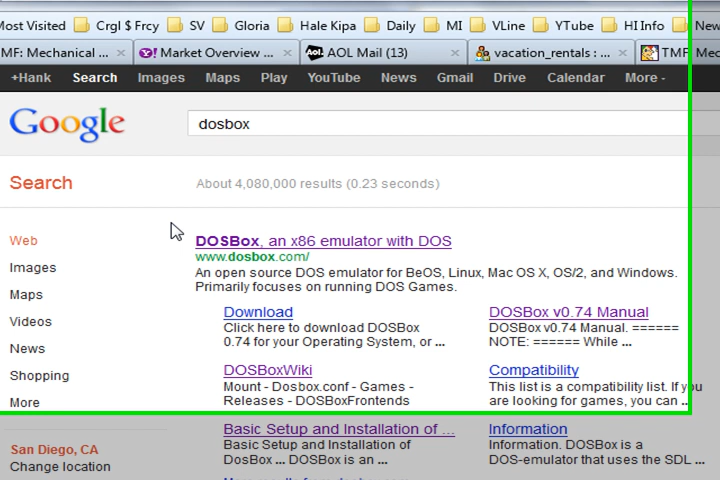 Most Visited Crgl $ Frcy SV Gloria Hale Kipa Daily MI VLine YTube HI Info New
MF: Mechanical ... × Y! Market Overview ... × Aol. AOL Mail (13) × vacation_rentals : ... × TMF: Mec
+Hank Search Images Maps Play YouTube News Gmail Drive Calendar More -
Google
dosbox
Search
About 4,080,000 results (0.23 seconds)
Web
DOSBox, an x86 emulator with DOS
www.dosbox.com/
An open source DOS emulator for BeOS, Linux, Mac OS X, OS/2, and Windows.
Primarily focuses on running DOS Games.
Images
Maps
Videos
News
Shopping
More
Download
Click here to download DOSBox
0.74 for your Operating System, or ...
DOSBox v0.74 Manual
DOSBox v0.74 Manual. ======
NOTE: ====== While ...
DOSBoxWiki
Mount - Dosbox.conf - Games -
Releases - DOSBoxFrontends
Compatibility
This list is a compatibility list. If you
are looking for games, you can ...
San Diego, CA
Change location
Basic Setup and Installation of ...
Basic Setup and Installation of
DosBox ... DOSBox is an ...
Information
Information. DOSBox is a
DOS-emulator that uses the SDL ...